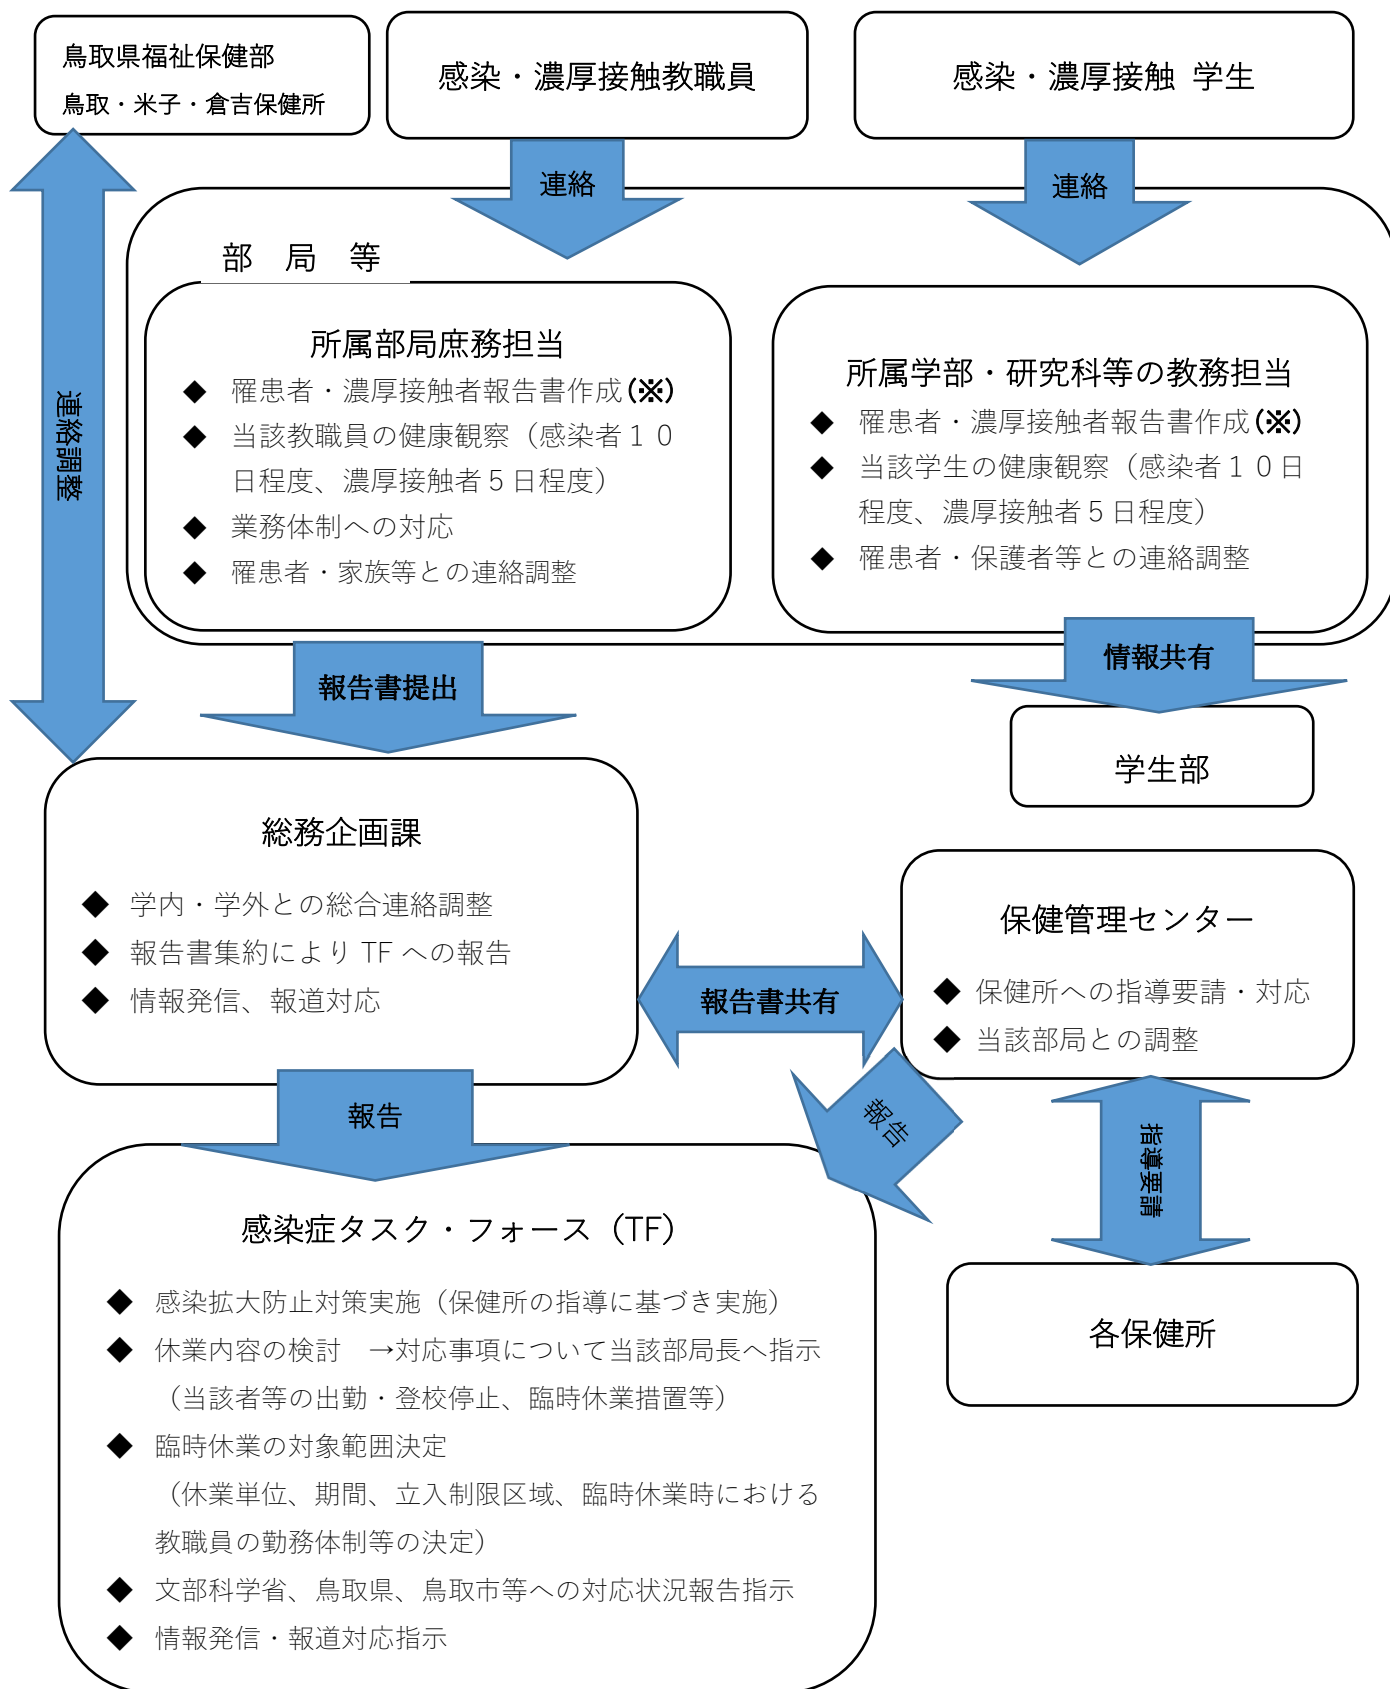 鳥取県福祉保健部
鳥取・米子・倉吉保健所
感染・濃厚接触教職員
感染・濃厚接触 学生
連絡
連絡
部　局　等
連絡調整
所属部局庶務担当
◆ 罹患者・濃厚接触者報告書作成(※)
◆ 当該教職員の健康観察（感染者１０
日程度、濃厚接触者５日程度）
◆ 業務体制への対応
◆ 罹患者・家族等との連絡調整
所属学部・研究科等の教務担当
◆ 罹患者・濃厚接触者報告書作成(※)
◆ 当該学生の健康観察（感染者１０日
程度、濃厚接触者５日程度）
◆ 罹患者・保護者等との連絡調整
報告書提出
情報共有
学生部
総務企画課
◆ 学内・学外との総合連絡調整
◆ 報告書集約により TF への報告
◆ 情報発信、報道対応
報告書共有
保健管理センター
◆ 保健所への指導要請・対応
◆ 当該部局との調整
報告
報告
指導要請
各保健所
感染症タスク・フォース（TF）
◆ 感染拡大防止対策実施（保健所の指導に基づき実施）
◆ 休業内容の検討　→対応事項について当該部局長へ指示
（当該者等の出勤・登校停止、臨時休業措置等）
◆ 臨時休業の対象範囲決定
（休業単位、期間、立入制限区域、臨時休業時における
教職員の勤務体制等の決定）
◆ 文部科学省、鳥取県、鳥取市等への対応状況報告指示
◆ 情報発信・報道対応指示